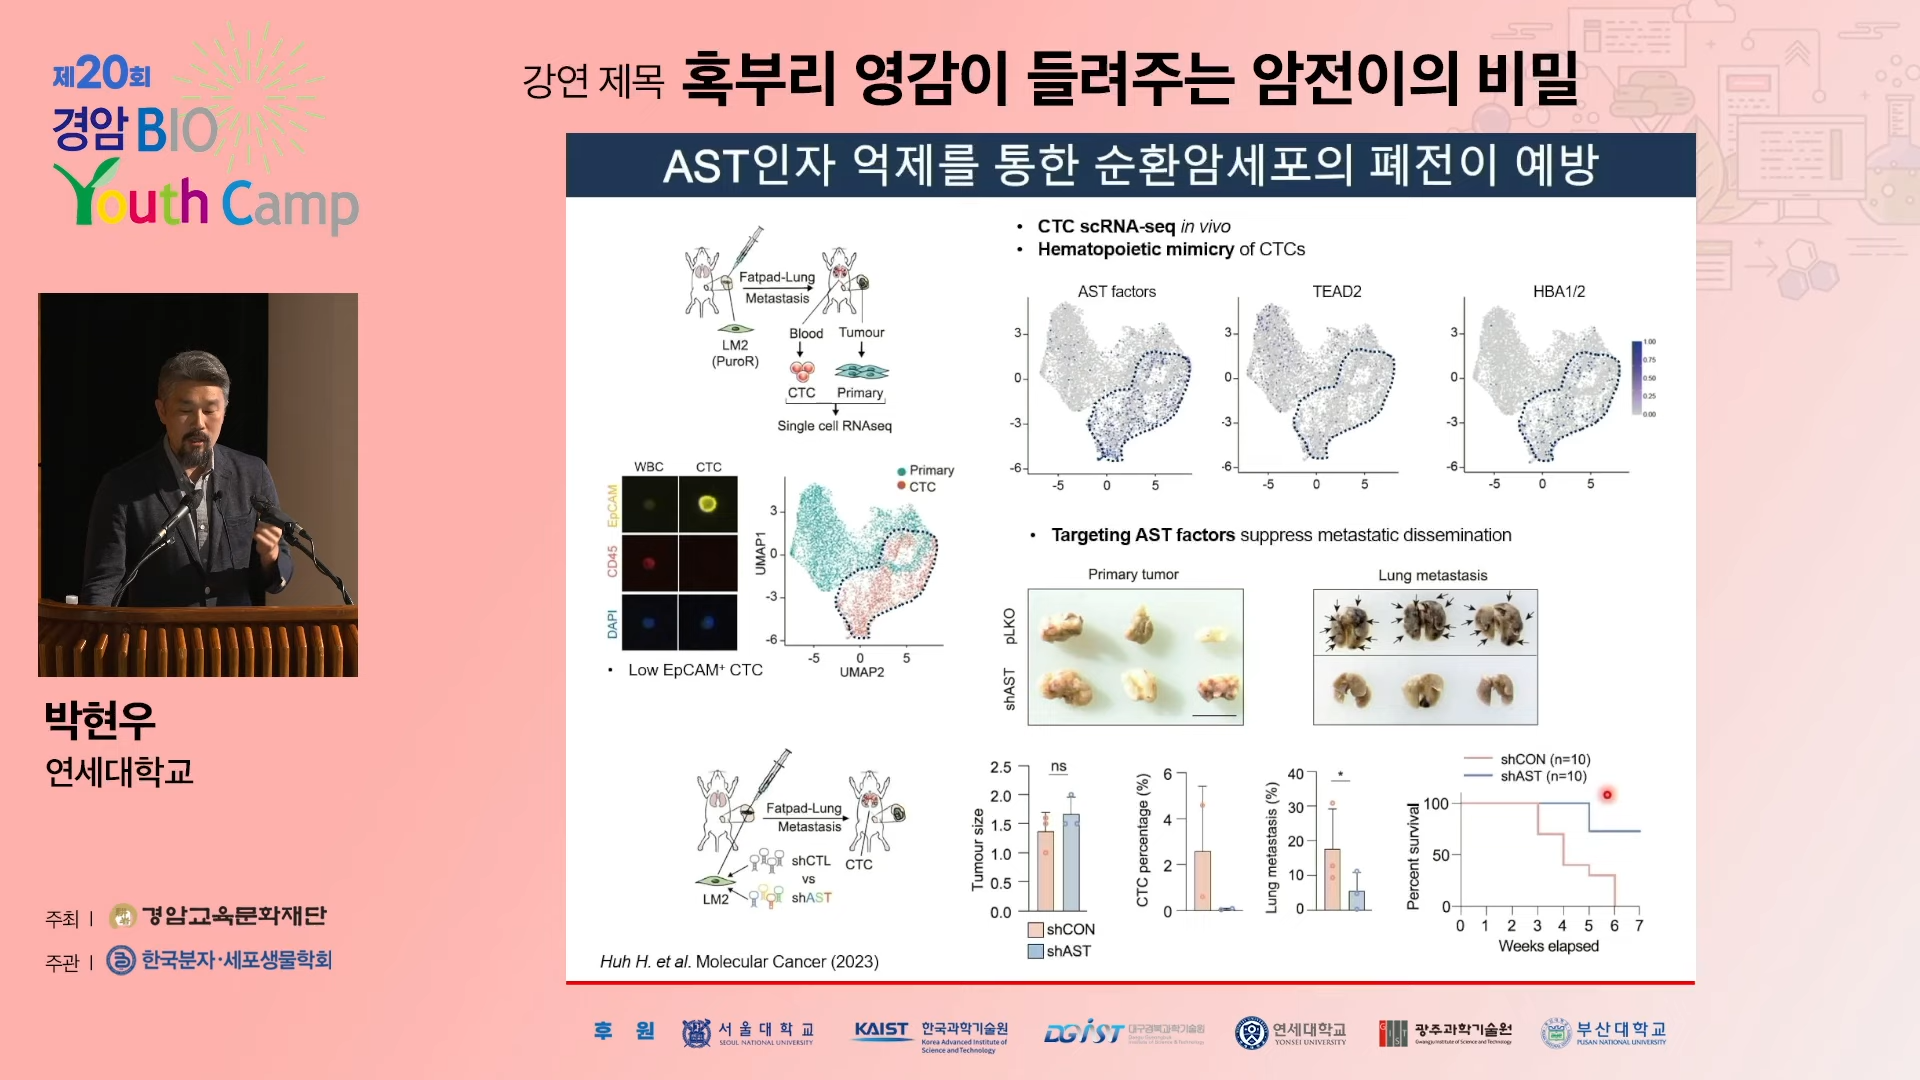 제20회
경암 BIO
Youth Camp
강연 제목 혹부리 영감이 들려주는 암전이의 비밀
AST인자 억제를 통한 순환암세포의 폐전이 예방
Fatpad-Lung
Metastasis
LM2
(PuroR)
Blood
Tumour
CTC
Primary
Single cell RNAseq
• CTC scRNA-seq in vivo
• Hematopoietic mimicry of CTCs
AST factors
3
0
-3
-6
-5 0 5
TEAD2
3
0
-3
-6
-5 0 5
HBA1/2
3
0
-3
-6
-5 0 5
1.00
0.75
0.50
0.25
0.00
WBC CTC
EpCAM
CD45
DAPI
• Low EpCAM⁺ CTC
Primary
CTC
UMAP1
3
0
-3
-6
-5 0 5
UMAP2
• Targeting AST factors suppress metastatic dissemination
Primary tumor
Lung metastasis
pLKO
shAST
Fatpad-Lung
Metastasis
LM2
shCTL
vs
shAST
CTC
Tumour size
2.5
2.0
1.5
1.0
0.5
0.0
ns
shCON
shAST
CTC percentage (%)
6
4
2
0
Lung metastasis (%)
40
30
20
10
0
*
shCON (n=10)
shAST (n=10)
Percent survival
100
50
0
0 1 2 3 4 5 6 7
Weeks elapsed
Huh H. et al. Molecular Cancer (2023)
박현우
연세대학교
주최 | 경암교육문화재단
주관 | 한국분자·세포생물학회
후 원
서울대학교
SEOUL NATIONAL UNIVERSITY
KAIST 한국과학기술원
Korea Advanced Institute of
Science and Technology
DGIST 대구경북과학기술원
연세대학교
YONSEI UNIVERSITY
GIST 광주과학기술원
Gwangju Institute of Science and Technology
부산대학교
PUSAN NATIONAL UNIVERSITY